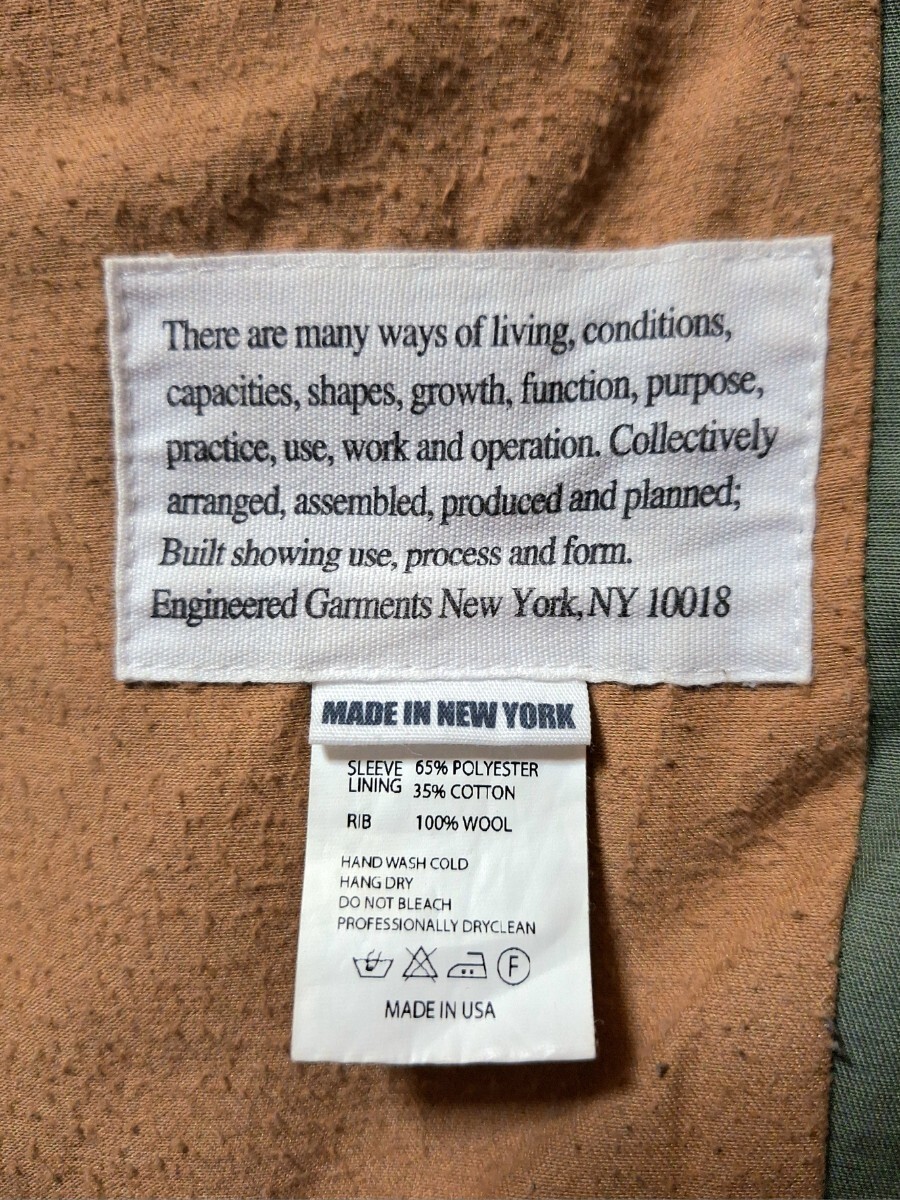 There are many ways of living, conditions,
capacities, shapes, growth, function, purpose,
practice, use, work and operation. Collectively
arranged, assembled, produced and planned;
Built showing use, process and form.
Engineered Garments New York, NY 10018
MADE IN NEW YORK
SLEEVE 65% POLYESTER
LINING 35% COTTON
RIB 100% WOOL
HAND WASH COLD
HANG DRY
DO NOT BLEACH
PROFESSIONALLY DRYCLEAN
F
MADE IN USA